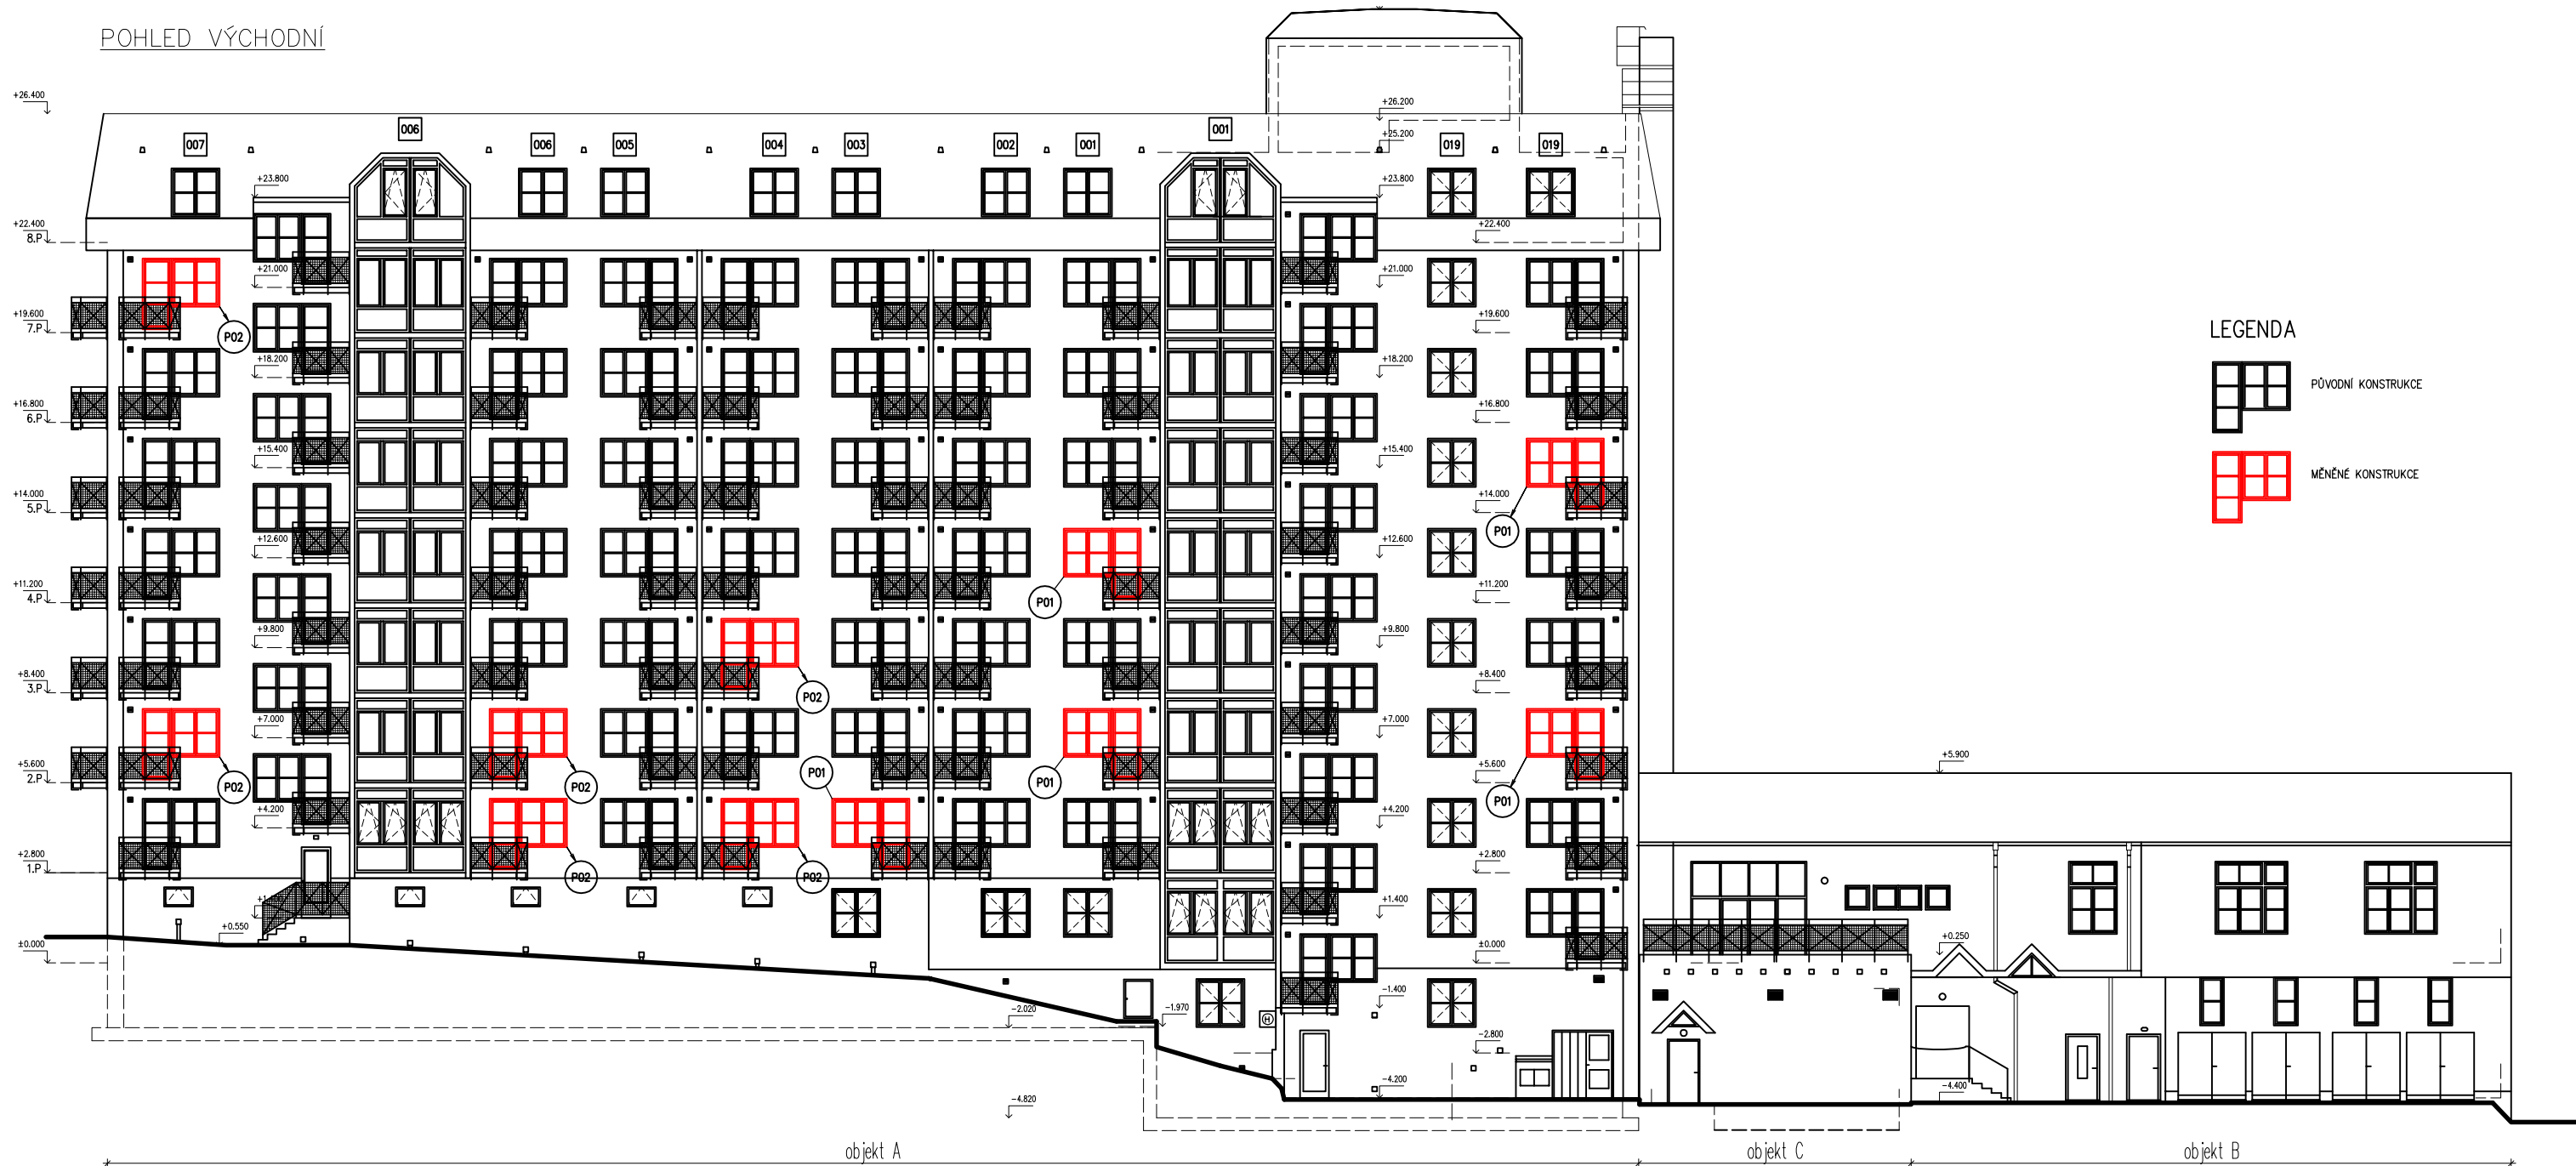 POHLED VÝCHODNÍ
+26.400
+26.200
006
001
007
006
005
004
003
002
001
+25.200
019
019
+23.800
+23.800
+22.400
8.P
+22.400
+21.000
+21.000
+19.600
7.P
+19.600
LEGENDA
P02
+18.200
+18.200
PŮVODNÍ KONSTRUKCE
+16.800
6.P
+16.800
+15.400
+15.400
MĚNĚNÉ KONSTRUKCE
+14.000
5.P
+14.000
P01
+12.600
+12.600
+11.200
4.P
+11.200
P01
+9.800
+9.800
+8.400
3.P
+8.400
P02
+7.000
+7.000
+5.900
+5.600
2.P
P02
P02
P01
P01
+5.600
P01
+4.200
+4.200
+2.800
1.P
+2.800
P02
P02
+1.400
+0.550
+0.250
±0.000
±0.000
-1.400
-2.020
-1.970
H
-2.800
-4.200
-4.400
-4.820
objekt A
objekt C
objekt B